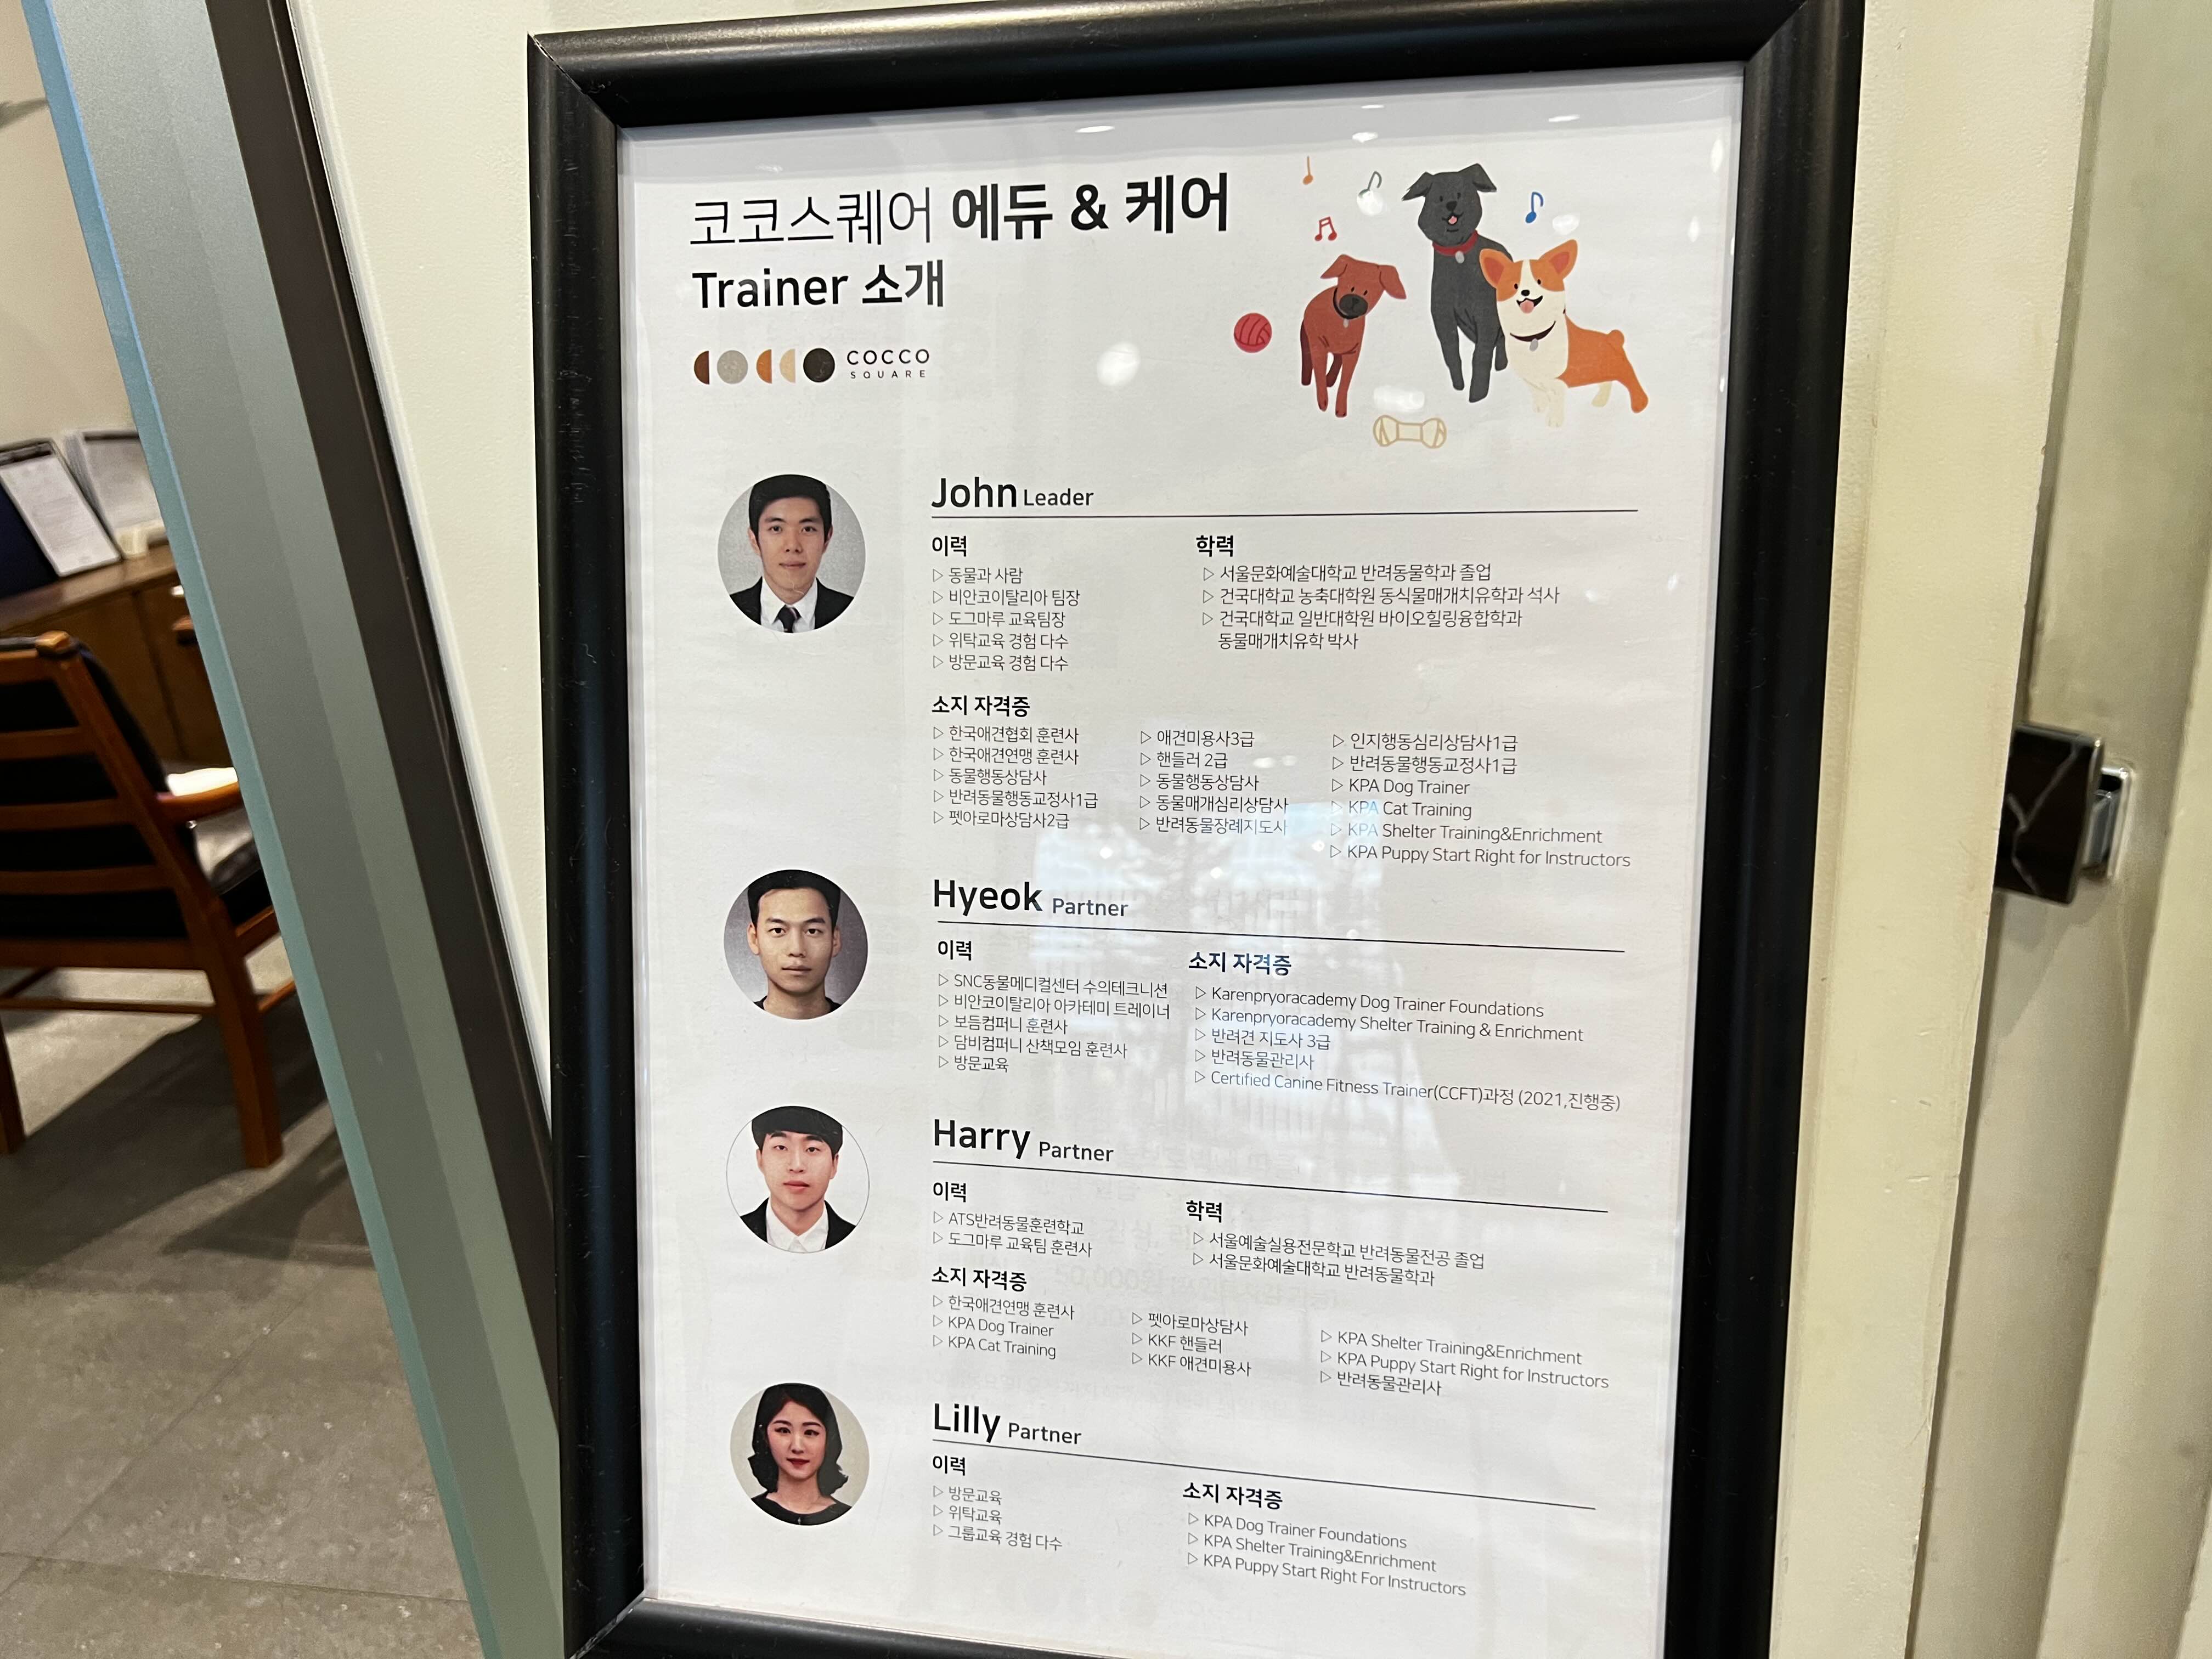 코코스퀘어 에듀 & 케어
Trainer 소개
COCCO
SQUARE
John Leader
이력
▷ 동물과 사람
▷ 비안코이탈리아 팀장
▷ 도그마루 교육팀장
▷ 위탁교육 경험 다수
▷ 방문교육 경험 다수
학력
▷ 서울문화예술대학교 반려동물학과 졸업
▷ 건국대학교 농축대학원 동식물매개치유학과 석사
▷ 건국대학교 일반대학원 바이오힐링융합학과
동물매개치유학 박사
소지 자격증
▷ 한국애견협회 훈련사
▷ 한국애견연맹 훈련사
▷ 동물행동상담사
▷ 반려동물행동교정사1급
▷ 펫아로마상담사2급
▷ 애견미용사3급
▷ 핸들러 2급
▷ 동물행동상담사
▷ 동물매개심리상담사
▷ 반려동물장례지도사
▷ 인지행동심리상담사1급
▷ 반려동물행동교정사1급
▷ KPA Dog Trainer
▷ KPA Cat Training
▷ KPA Shelter Training&Enrichment
▷ KPA Puppy Start Right for Instructors
Hyeok Partner
이력
▷ SNC동물메디컬센터 수의테크니션
▷ 비안코이탈리아 아카데미 트레이너
▷ 보듬컴퍼니 훈련사
▷ 담비컴퍼니 산책모임 훈련사
▷ 방문교육
소지 자격증
▷ Karenpryoracademy Dog Trainer Foundations
▷ Karenpryoracademy Shelter Training & Enrichment
▷ 반려견 지도사 3급
▷ 반려동물관리사
▷ Certified Canine Fitness Trainer(CCFT)과정 (2021,진행중)
Harry Partner
이력
▷ ATS반려동물훈련학교
▷ 도그마루 교육팀 훈련사
학력
▷ 서울예술실용전문학교 반려동물전공 졸업
▷ 서울문화예술대학교 반려동물학과
소지 자격증
▷ 한국애견연맹 훈련사
▷ KPA Dog Trainer
▷ KPA Cat Training
▷ 펫아로마상담사
▷ KKF 핸들러
▷ KKF 애견미용사
▷ KPA Shelter Training&Enrichment
▷ KPA Puppy Start Right for Instructors
▷ 반려동물관리사
Lilly Partner
이력
▷ 방문교육
▷ 위탁교육
▷ 그룹교육 경험 다수
소지 자격증
▷ KPA Dog Trainer Foundations
▷ KPA Shelter Training&Enrichment
▷ KPA Puppy Start Right For Instructors